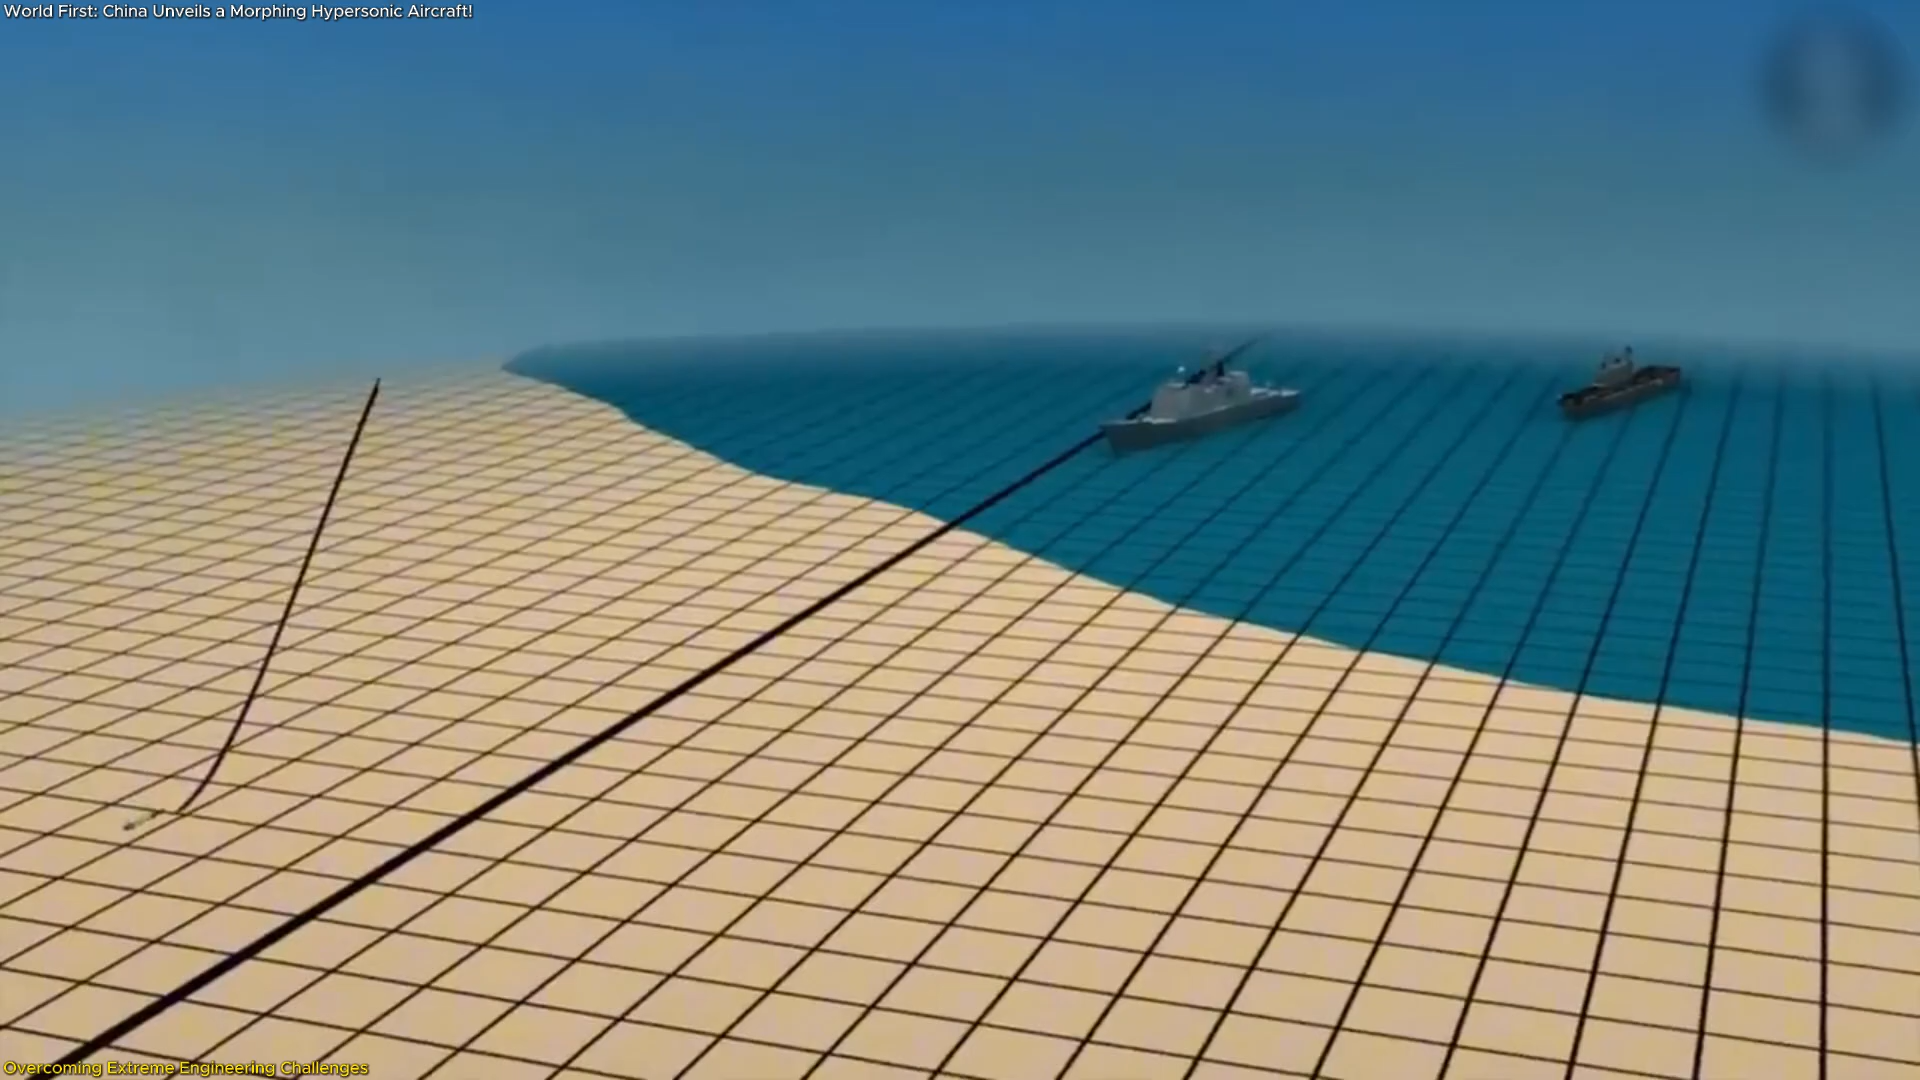 World First: China Unveils a Morphing Hypersonic Aircraft!
Overcoming Extreme Engineering Challenges